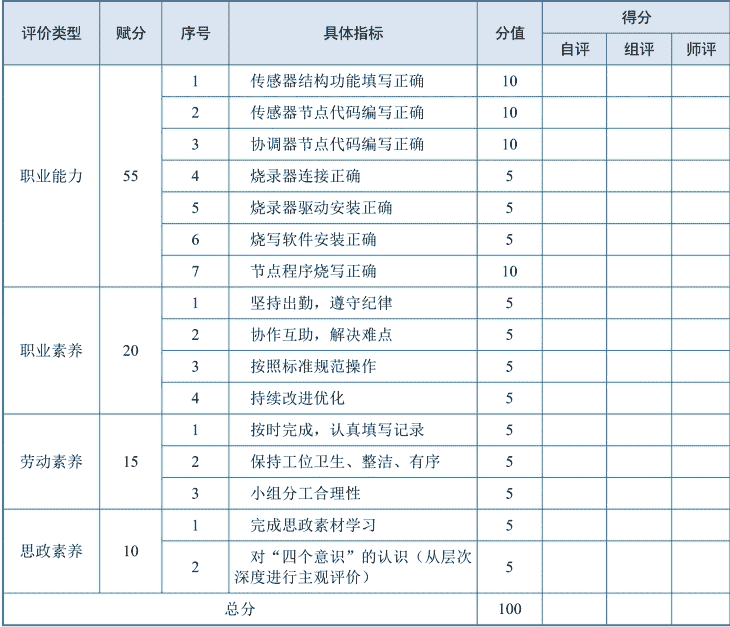 评价类型 赋分 序号 具体指标 分值 得分
自评 组评 师评
职业能力 55
1 传感器结构功能填写正确 10
2 传感器节点代码编写正确 10
3 协调器节点代码编写正确 10
4 烧录器连接正确 5
5 烧录器驱动安装正确 5
6 烧写软件安装正确 5
7 节点程序烧写正确 10
职业素养 20
1 坚持出勤，遵守纪律 5
2 协作互助，解决难点 5
3 按照标准规范操作 5
4 持续改进优化 5
劳动素养 15
1 按时完成，认真填写记录 5
2 保持工位卫生、整洁、有序 5
3 小组分工合理性 5
思政素养 10
1 完成思政素材学习 5
2 对“四个意识”的认识（从层次
深度进行主观评价） 5
总分 100